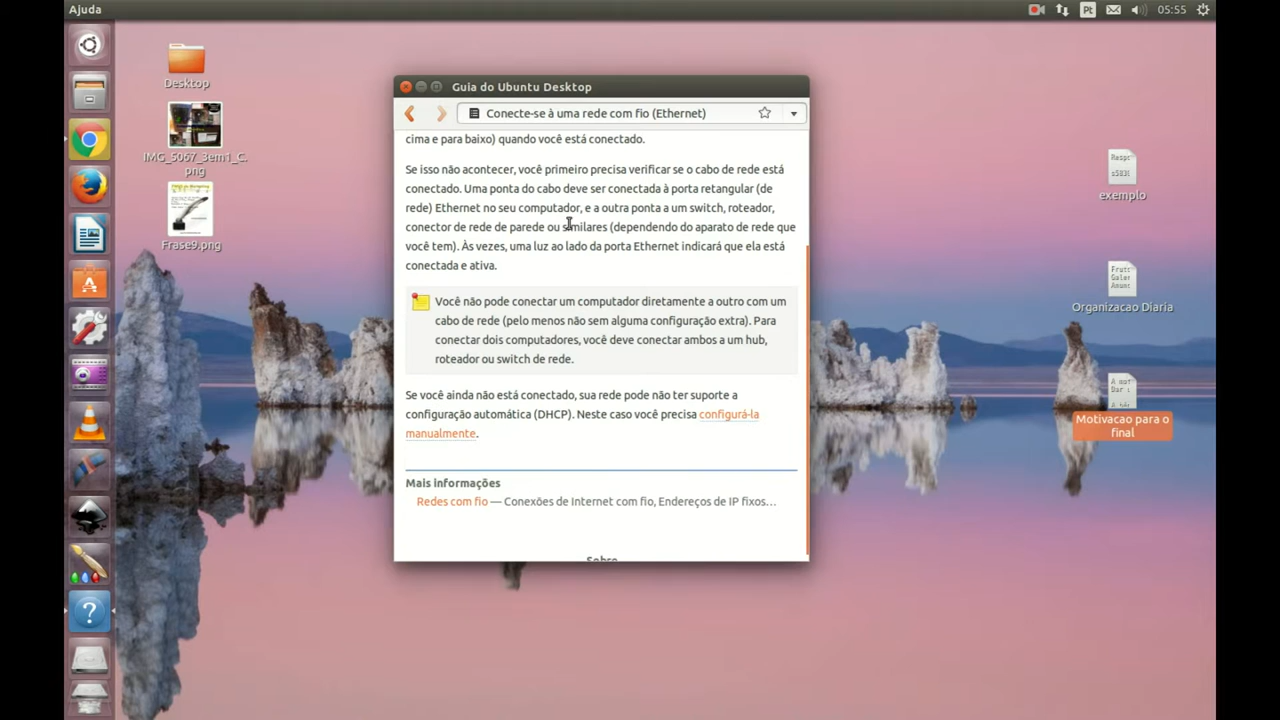 Ajuda
Pt
05:55
Desktop
IMG_5067_3em1_C.
png
Frase9.png
Guia do Ubuntu Desktop
Conecte-se à uma rede com fio (Ethernet)
cima e para baixo) quando você está conectado.
Se isso não acontecer, você primeiro precisa verificar se o cabo de rede está
conectado. Uma ponta do cabo deve ser conectada à porta retangular (de
rede) Ethernet no seu computador, e a outra ponta a um switch, roteador,
conector de rede de parede ou similares (dependendo do aparato de rede que
você tem). Às vezes, uma luz ao lado da porta Ethernet indicará que ela está
conectada e ativa.
Você não pode conectar um computador diretamente a outro com um
cabo de rede (pelo menos não sem alguma configuração extra). Para
conectar dois computadores, você deve conectar ambos a um hub,
roteador ou switch de rede.
Se você ainda não está conectado, sua rede pode não ter suporte a
configuração automática (DHCP). Neste caso você precisa configurá-la
manualmente.
Mais informações
Redes com fio — Conexões de Internet com fio, Endereços de IP fixos…
Sobre
exemplo
Organizacao Diaria
Motivacao para o
final